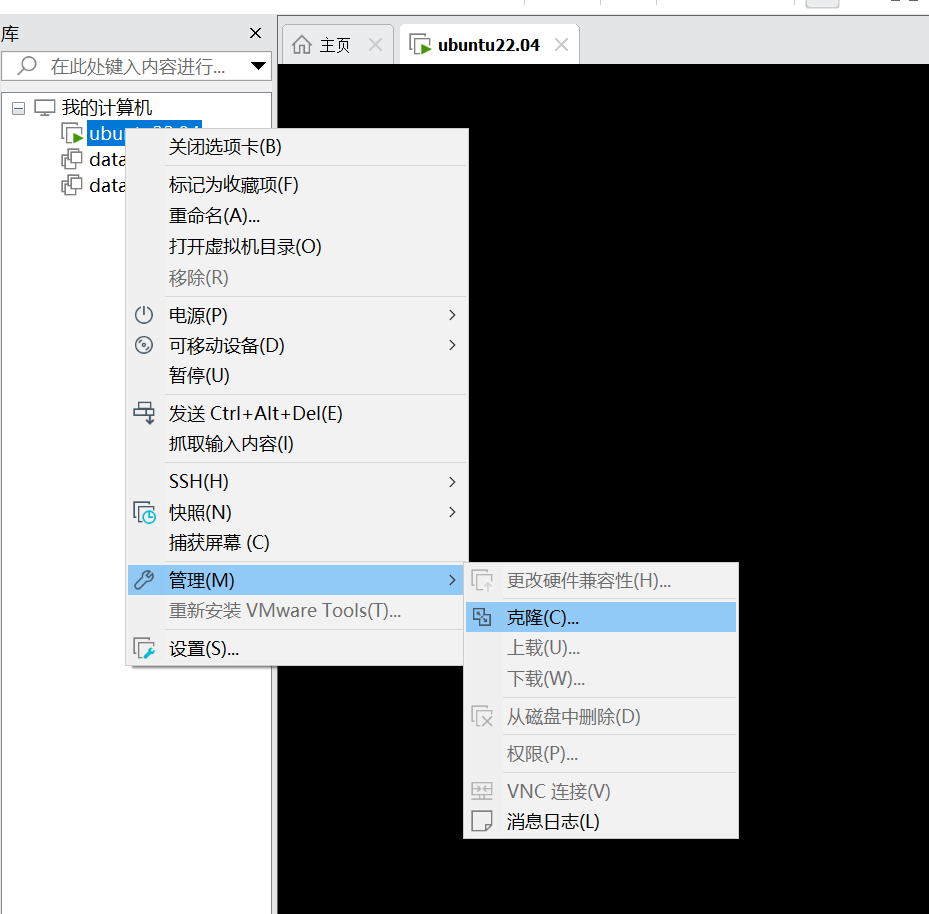 库
主页
ubuntu22.04
在此处键入内容进行...
我的计算机
data
data
关闭选项卡(B)
标记为收藏项(F)
重命名(A)...
打开虚拟机目录(O)
移除(R)
电源(P)
可移动设备(D)
暂停(U)
发送 Ctrl+Alt+Del(E)
抓取输入内容(I)
SSH(H)
快照(N)
捕获屏幕 (C)
管理(M)
重新安装 VMware Tools(T)...
设置(S)...
更改硬件兼容性(H)...
克隆(C)...
上载(U)...
下载(W)...
从磁盘中删除(D)
权限(P)...
VNC 连接(V)
消息日志(L)